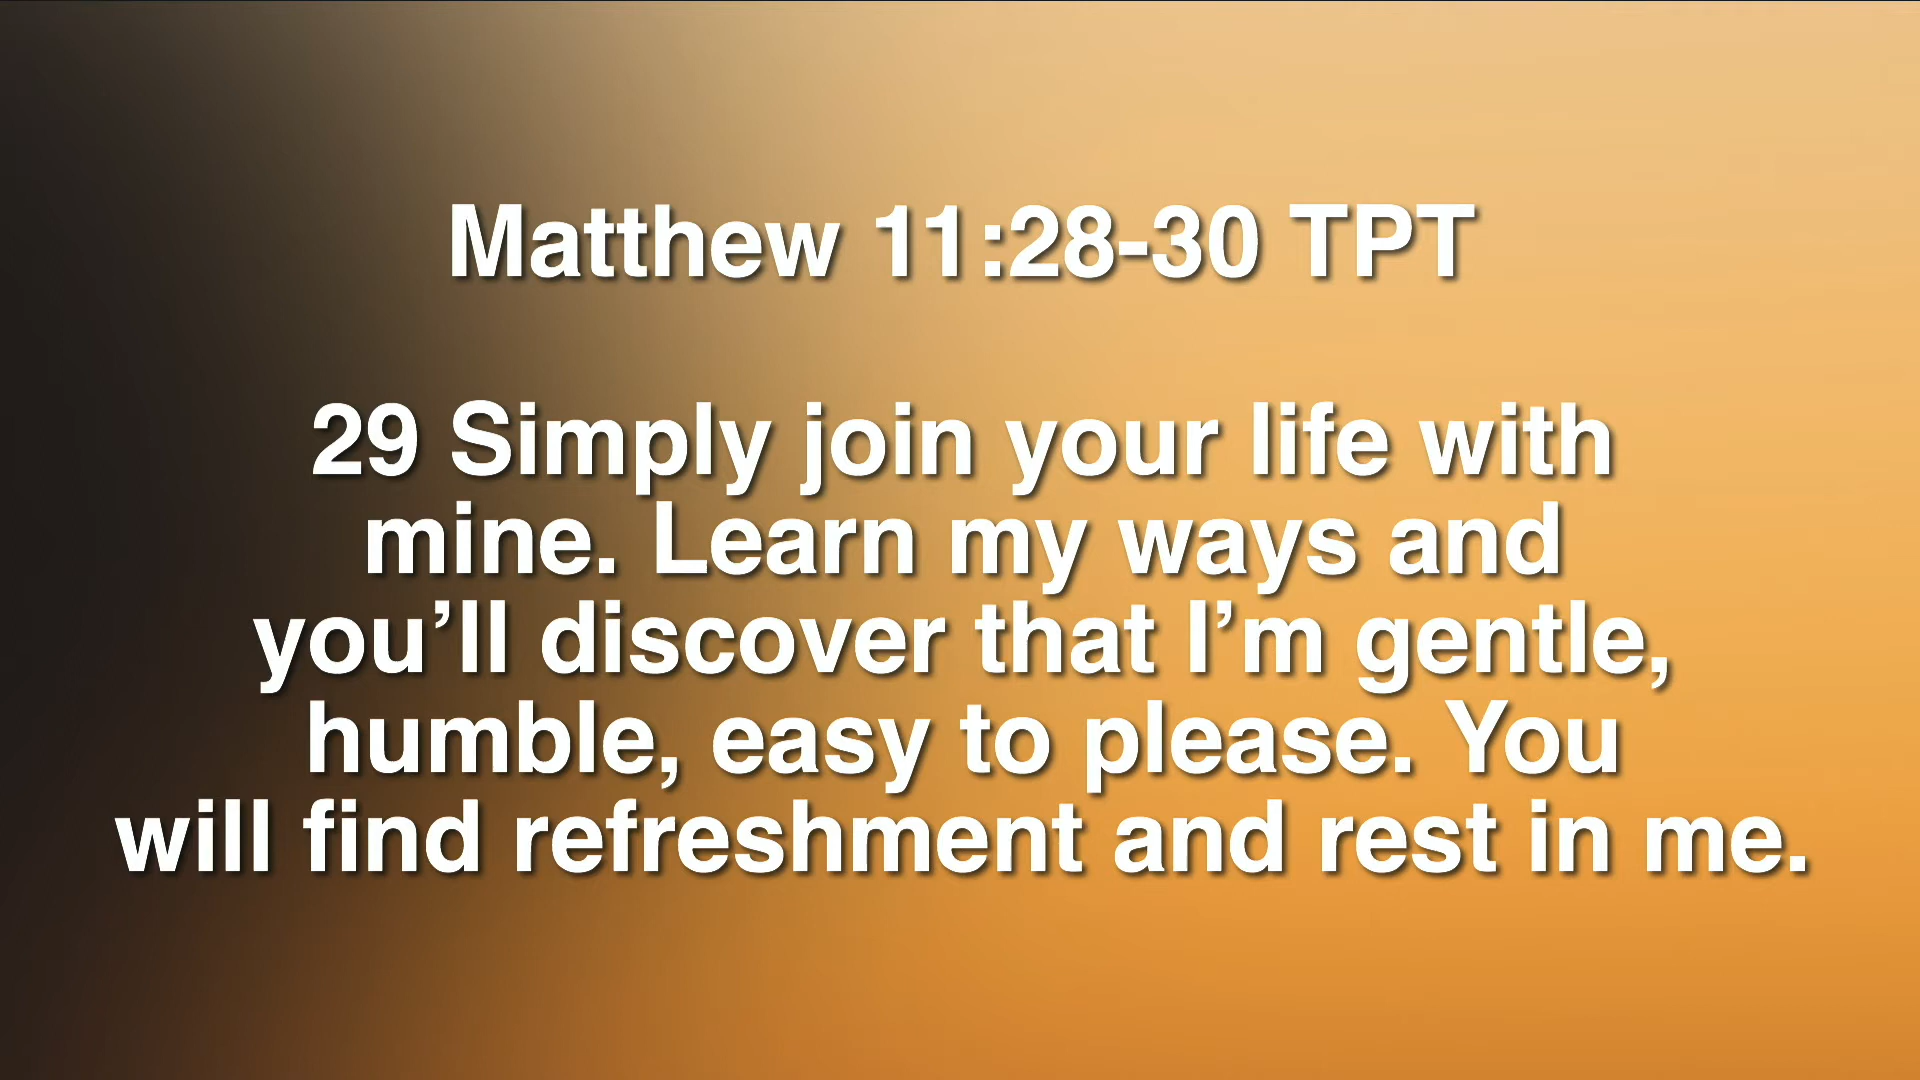 Matthew 11:28-30 TPT
29 Simply join your life with
mine. Learn my ways and
you’ll discover that I’m gentle,
humble, easy to please. You
will find refreshment and rest in me.